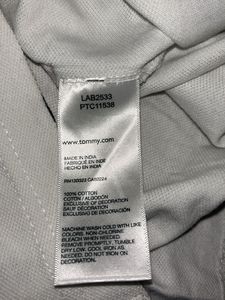 LAB2533
PTC11538
www.tommy.com
MADE IN INDIA
FABRIQUÉ EN INDE
HECHO EN INDIA
100% COTTON
COTON / ALGODÓN
EXCLUSIVE OF DECORATION
SAUF DÉCORATION
EXCLUSIVO DE DECORACIÓN
MACHINE WASH COLD WITH LIKE
COLORS. NON-CHLORINE
BLEACH WHEN NEEDED.
REMOVE PROMPTLY, TUMBLE
DRY LOW. COOL IRON AS
NEEDED. DO NOT IRON ON
DECORATION.